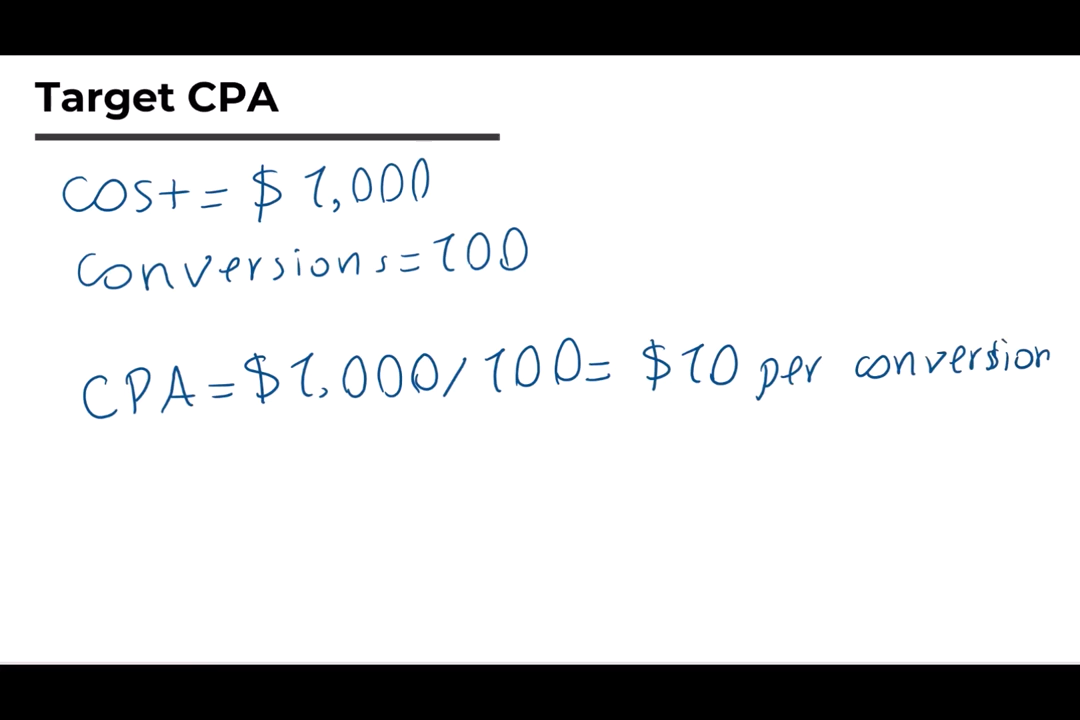 Target CPA
cost = $1,000
conversions = 100
CPA = $1,000/100 = $10 per conversion